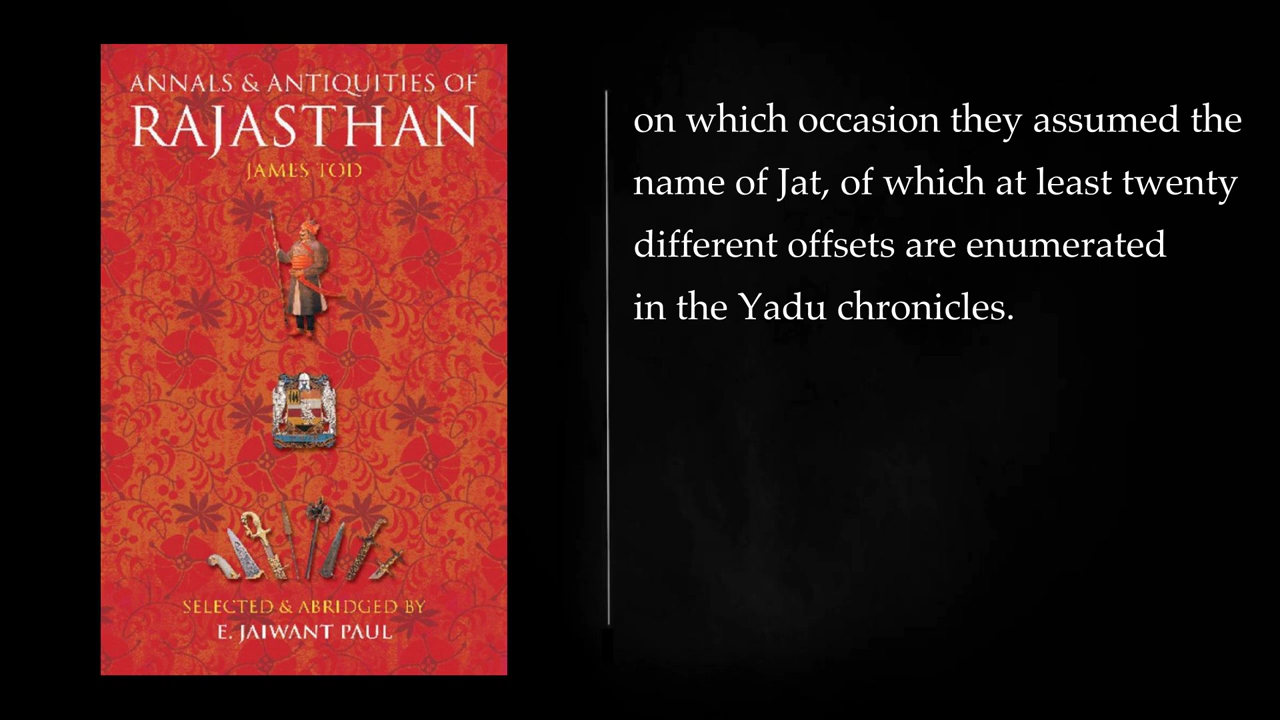 ANNALS & ANTIQUITIES OF
RAJASTHAN
JAMES TOD
SELECTED & ABRIDGED BY
E. JAIWANT PAUL
on which occasion they assumed the
name of Jat, of which at least twenty
different offsets are enumerated
in the Yadu chronicles.